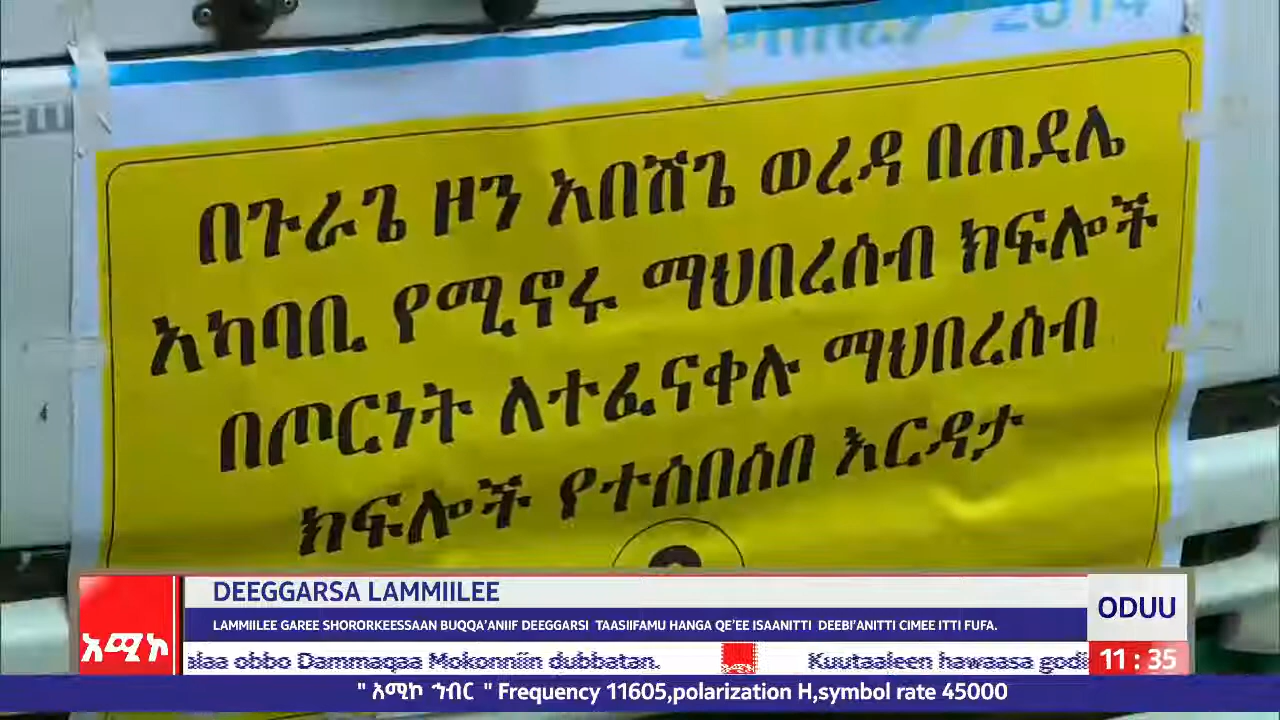 2014
በጉራጌ ዞን አበሽጌ ወረዳ በጠደሌ
አካባቢ የሚኖሩ ማህበረሰብ ክፍሎች
በጦርነት ለተፈናቀሉ ማህበረሰብ
ክፍሎች የተሰበሰበ እርዳታ
DEEGGARSA LAMMIILEE
ODUU
LAMMIILEE GAREE SHORORKEESSAAN BUQQA'ANIIF DEEGGARSI TAASIIFAMU HANGA QE'EE ISAANITTI DEEBI'ANITTI CIMEE ITTI FUFA.
አሚኮ
obbo Dammaqaa Mokonniin dubbatan. Kuutaaleen hawaasa
11 : 35
" አሚኮ ኅብር " Frequency 11605,polarization H,symbol rate 45000